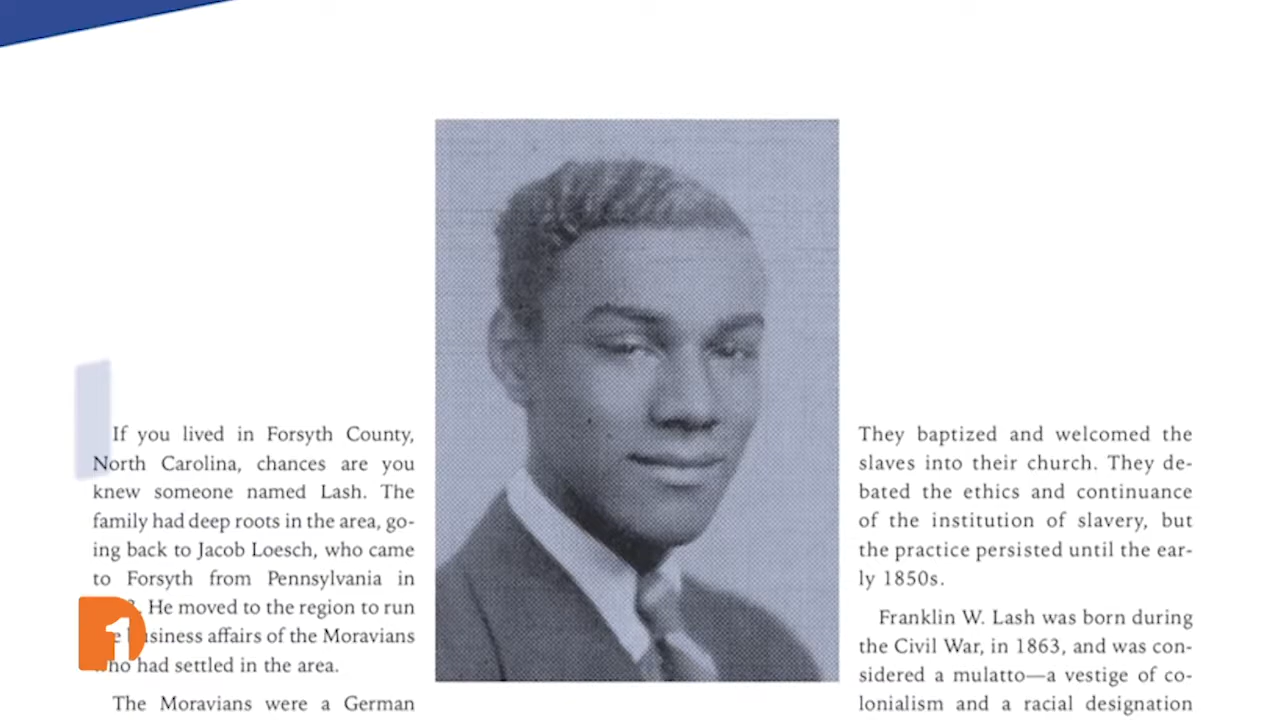 If you lived in Forsyth County,
North Carolina, chances are you
knew someone named Lash. The
family had deep roots in the area, go-
ing back to Jacob Loesch, who came
to Forsyth from Pennsylvania in
He moved to the region to run
business affairs of the Moravians
who had settled in the area.
The Moravians were a German
They baptized and welcomed the
slaves into their church. They de-
bated the ethics and continuance
of the institution of slavery, but
the practice persisted until the ear-
ly 1850s.
Franklin W. Lash was born during
the Civil War, in 1863, and was con-
sidered a mulatto—a vestige of co-
lonialism and a racial designation
1